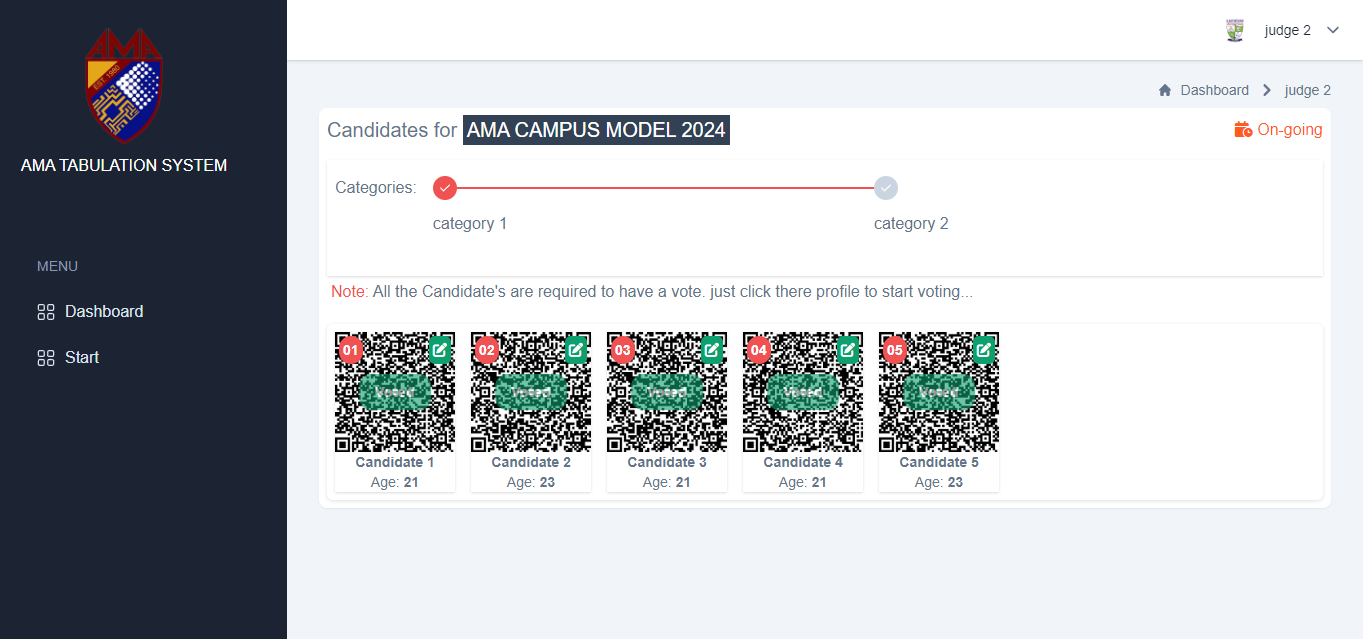 AMA
EST. 1980
AMA TABULATION SYSTEM
MENU
Dashboard
Start
judge 2
Dashboard > judge 2
Candidates for AMA CAMPUS MODEL 2024
On-going
Categories:
category 1
category 2
Note: All the Candidate's are required to have a vote. just click there profile to start voting...
01
02
03
04
05
Voted
Voted
Voted
Voted
Voted
Candidate 1
Candidate 2
Candidate 3
Candidate 4
Candidate 5
Age: 21
Age: 23
Age: 21
Age: 21
Age: 23